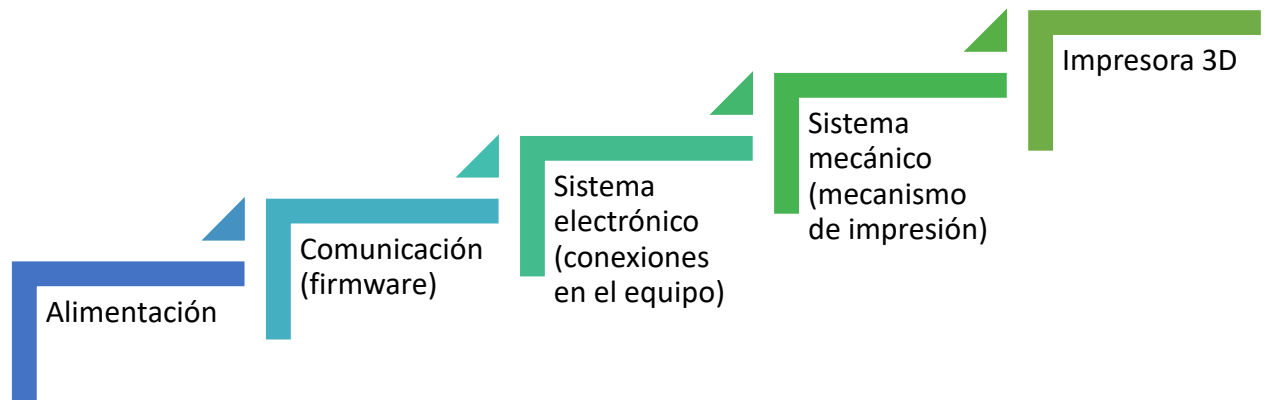 Alimentación
Comunicación
(firmware)
Sistema
electrónico
(conexiones
en el equipo)
Sistema
mecánico
(mecanismo
de impresión)
Impresora 3D